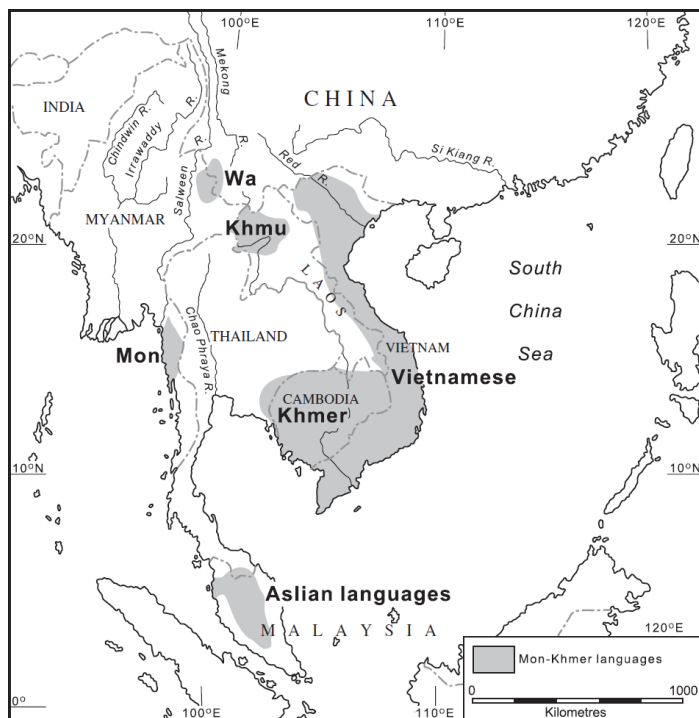 100°E
110°E
120°E
Mekong
R.
CHINA
INDIA
Chindwin R.
Irrawaddy
R.
R.
Salween
Red
R.
Si Kiang R.
Wa
MYANMAR
Khmu
20°N
20°N
LAOS
South
China
Sea
Mon
Chao Phraya R.
THAILAND
VIETNAM
Vietnamese
CAMBODIA
Khmer
10°N
10°N
Aslian languages
MALAYSIA
120°E
Mon-Khmer languages
0°
100°E
110°E
0
1000
Kilometres